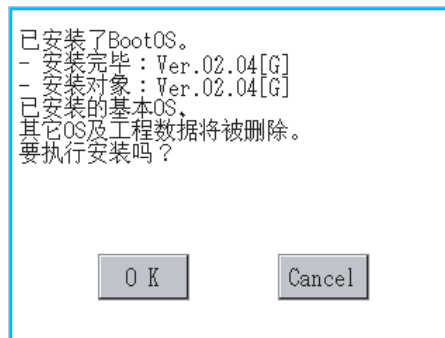 已安装了BootOS。
- 安装完毕：Ver.02.04[G]
- 安装对象：Ver.02.04[G]
已安装的基本OS、
其它OS及工程数据将被删除。
要执行安装吗？
O K
Cancel